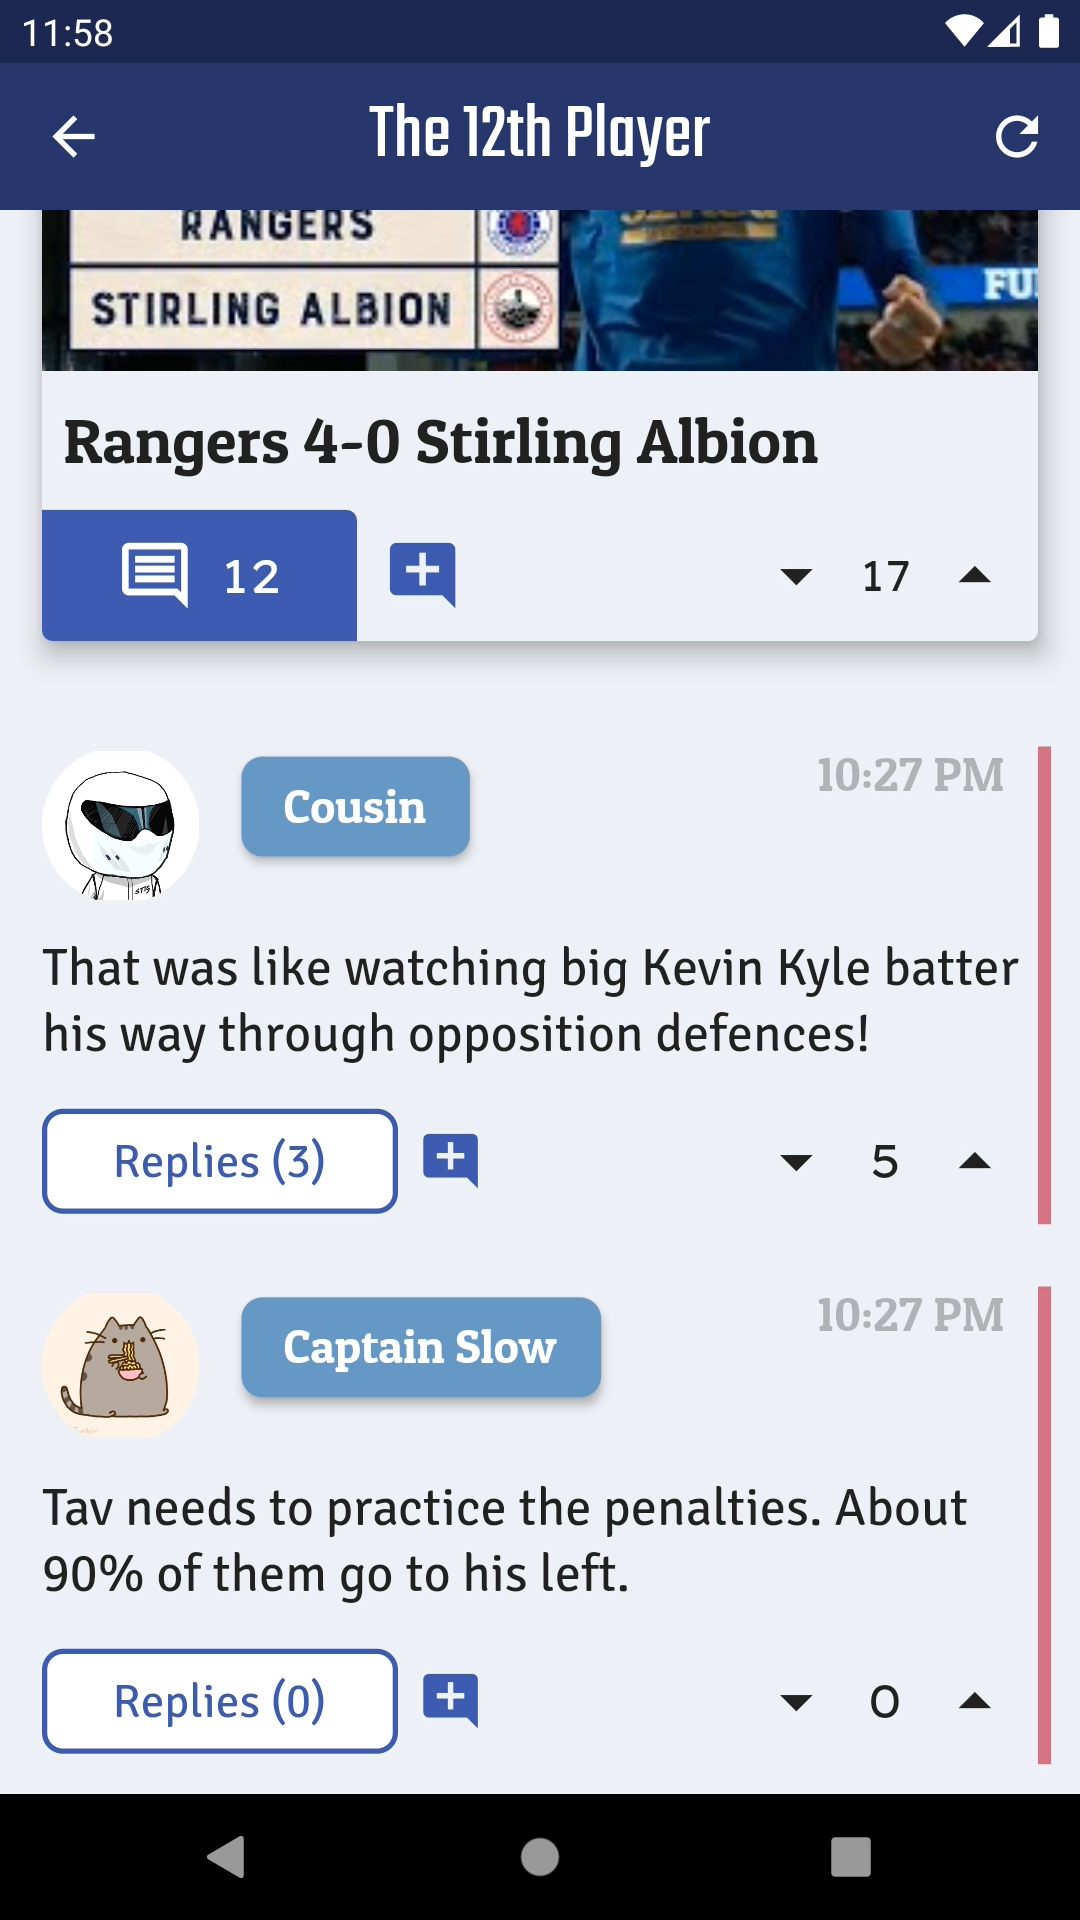 11:58
The 12th Player
RANGERS
STIRLING ALBION
FU
Rangers 4-0 Stirling Albion
12
17
Cousin
10:27 PM
That was like watching big Kevin Kyle batter
his way through opposition defences!
Replies (3)
5
Captain Slow
10:27 PM
Tav needs to practice the penalties. About
90% of them go to his left.
Replies (0)
0